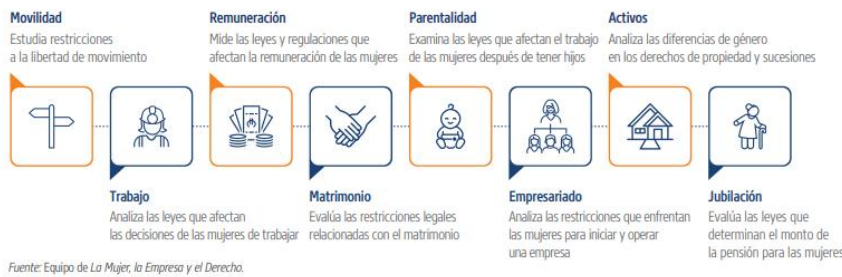 Movilidad
Estudia restricciones
a la libertad de movimiento
Remuneración
Mide las leyes y regulaciones que
afectan la remuneración de las mujeres
Parentalidad
Examina las leyes que afectan el trabajo
de las mujeres después de tener hijos
Activos
Analiza las diferencias de género
en los derechos de propiedad y sucesiones
Trabajo
Analiza las leyes que afectan
las decisiones de las mujeres de trabajar
Matrimonio
Evalúa las restricciones legales
relacionadas con el matrimonio
Empresariado
Analiza las restricciones que enfrentan
las mujeres para iniciar y operar
una empresa
Jubilación
Evalúa las leyes que
determinan el monto de
la pensión para las mujeres
Fuente: Equipo de La Mujer, la Empresa y el Derecho.